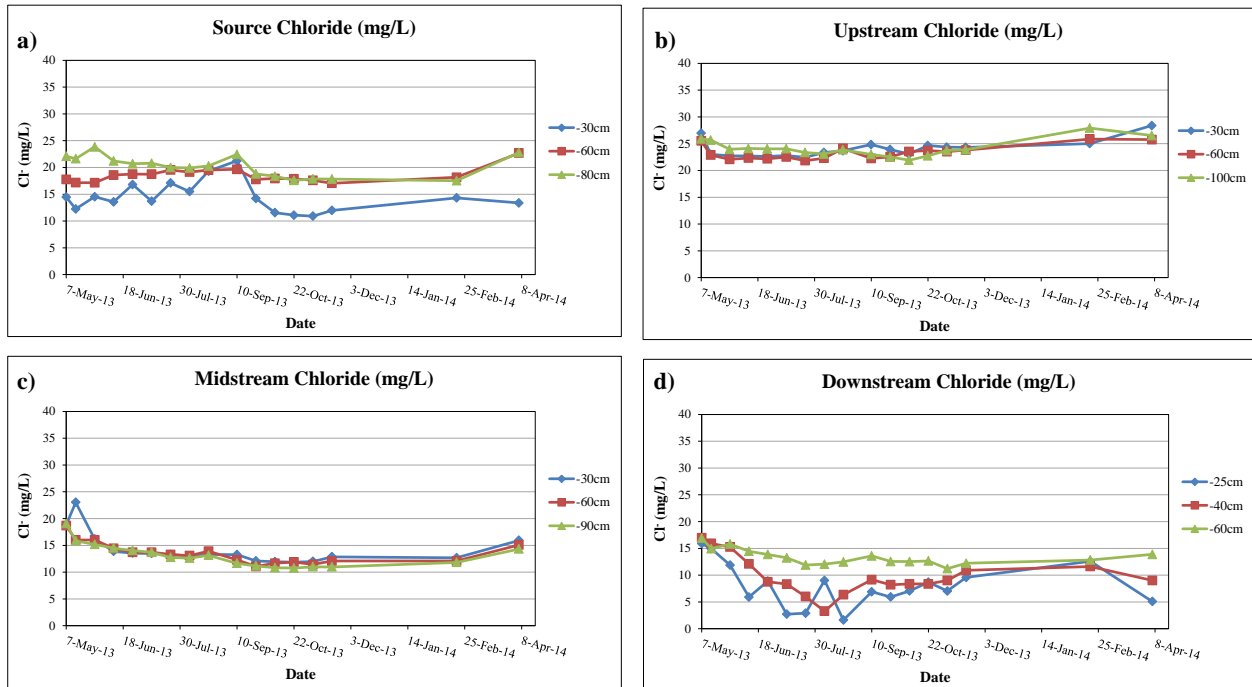 a)
Source Chloride (mg/L)
40
35
30
25
20
15
10
5
0
Cl⁻ (mg/L)
7-May-13
18-Jun-13
30-Jul-13
10-Sep-13
22-Oct-13
3-Dec-13
14-Jan-14
25-Feb-14
8-Apr-14
Date
-30cm
-60cm
-80cm
b)
Upstream Chloride (mg/L)
40
35
30
25
20
15
10
5
0
Cl⁻ (mg/L)
7-May-13
18-Jun-13
30-Jul-13
10-Sep-13
22-Oct-13
3-Dec-13
14-Jan-14
25-Feb-14
8-Apr-14
Date
-30cm
-60cm
-100cm
c)
Midstream Chloride (mg/L)
40
35
30
25
20
15
10
5
0
Cl⁻ (mg/L)
7-May-13
18-Jun-13
30-Jul-13
10-Sep-13
22-Oct-13
3-Dec-13
14-Jan-14
25-Feb-14
8-Apr-14
Date
-30cm
-60cm
-90cm
d)
Downstream Chloride (mg/L)
40
35
30
25
20
15
10
5
0
Cl⁻ (mg/L)
7-May-13
18-Jun-13
30-Jul-13
10-Sep-13
22-Oct-13
3-Dec-13
14-Jan-14
25-Feb-14
8-Apr-14
Date
-25cm
-40cm
-60cm